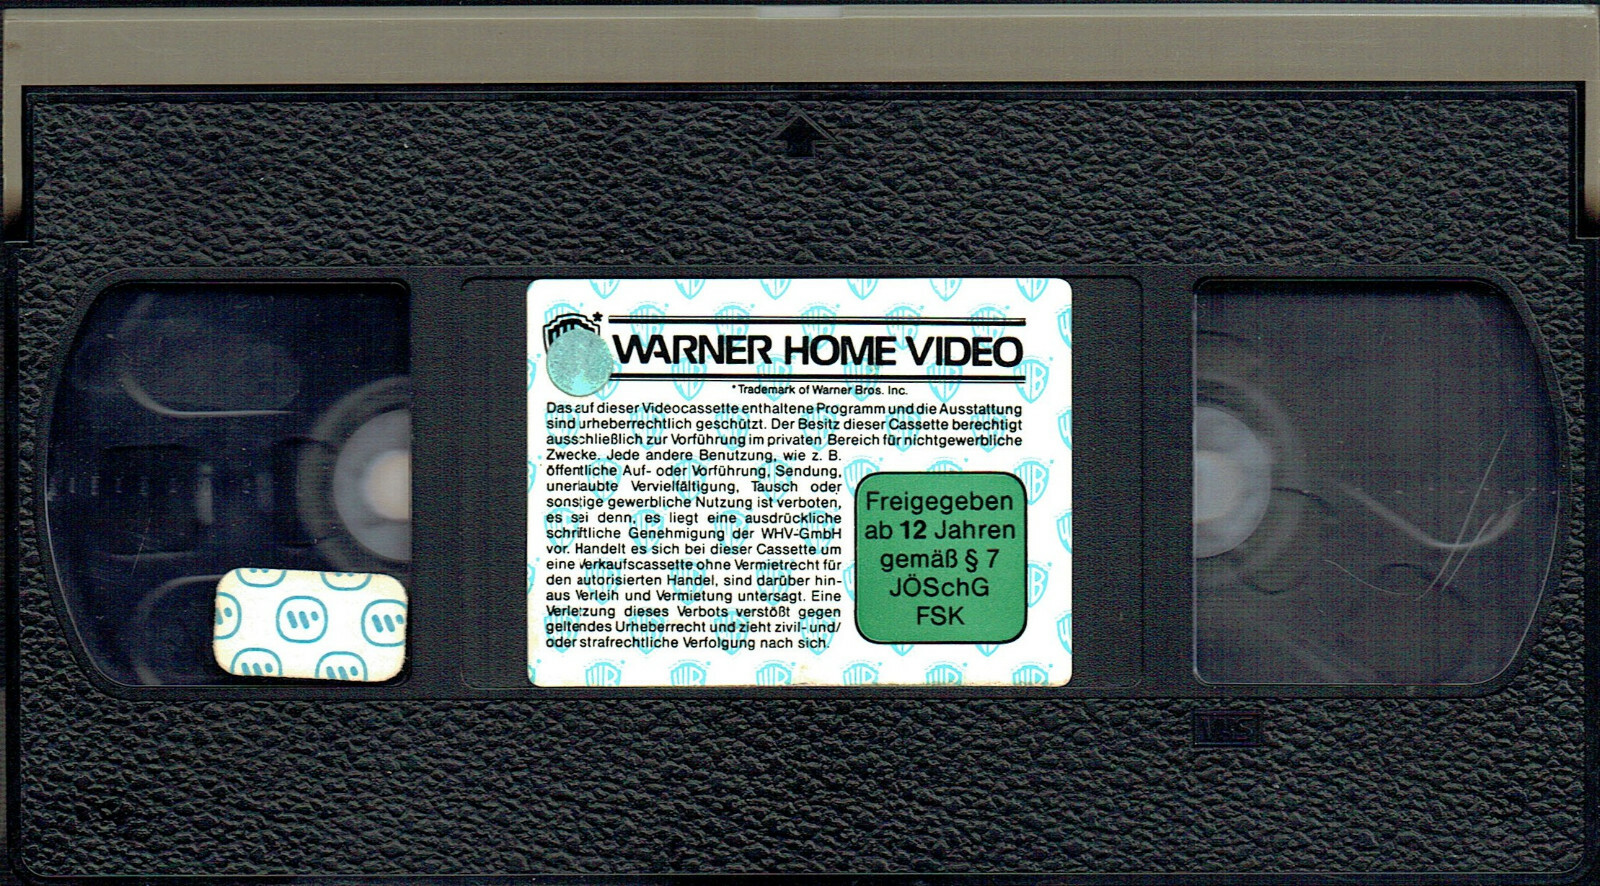 WARNER HOME VIDEO
*Trademark of Warner Bros. Inc.
Das auf dieser Videocassette enthaltene Programm und die Ausstattung
sind urheberrechtlich geschützt. Der Besitz dieser Cassette berechtigt
ausschließlich zur Vorführung im privaten Bereich für nichtgewerbliche
Zwecke. Jede andere Benutzung, wie z. B.
öffentliche Auf- oder Vorführung, Sendung,
unerlaubte Vervielfältigung, Tausch oder
sonstige gewerbliche Nutzung ist verboten,
es sei denn, es liegt eine ausdrückliche
schriftliche Genehmigung der WHV-GmbH
vor. Handelt es sich bei dieser Cassette um
eine Verkaufscassette ohne Vermietrecht für
den autorisierten Handel, sind darüber hin-
aus Verleih und Vermietung untersagt. Eine
Verletzung dieses Verbots verstößt gegen
geltendes Urheberrecht und zieht zivil- und/
oder strafrechtliche Verfolgung nach sich.
Freigegeben
ab 12 Jahren
gemäß § 7
JÖSchG
FSK